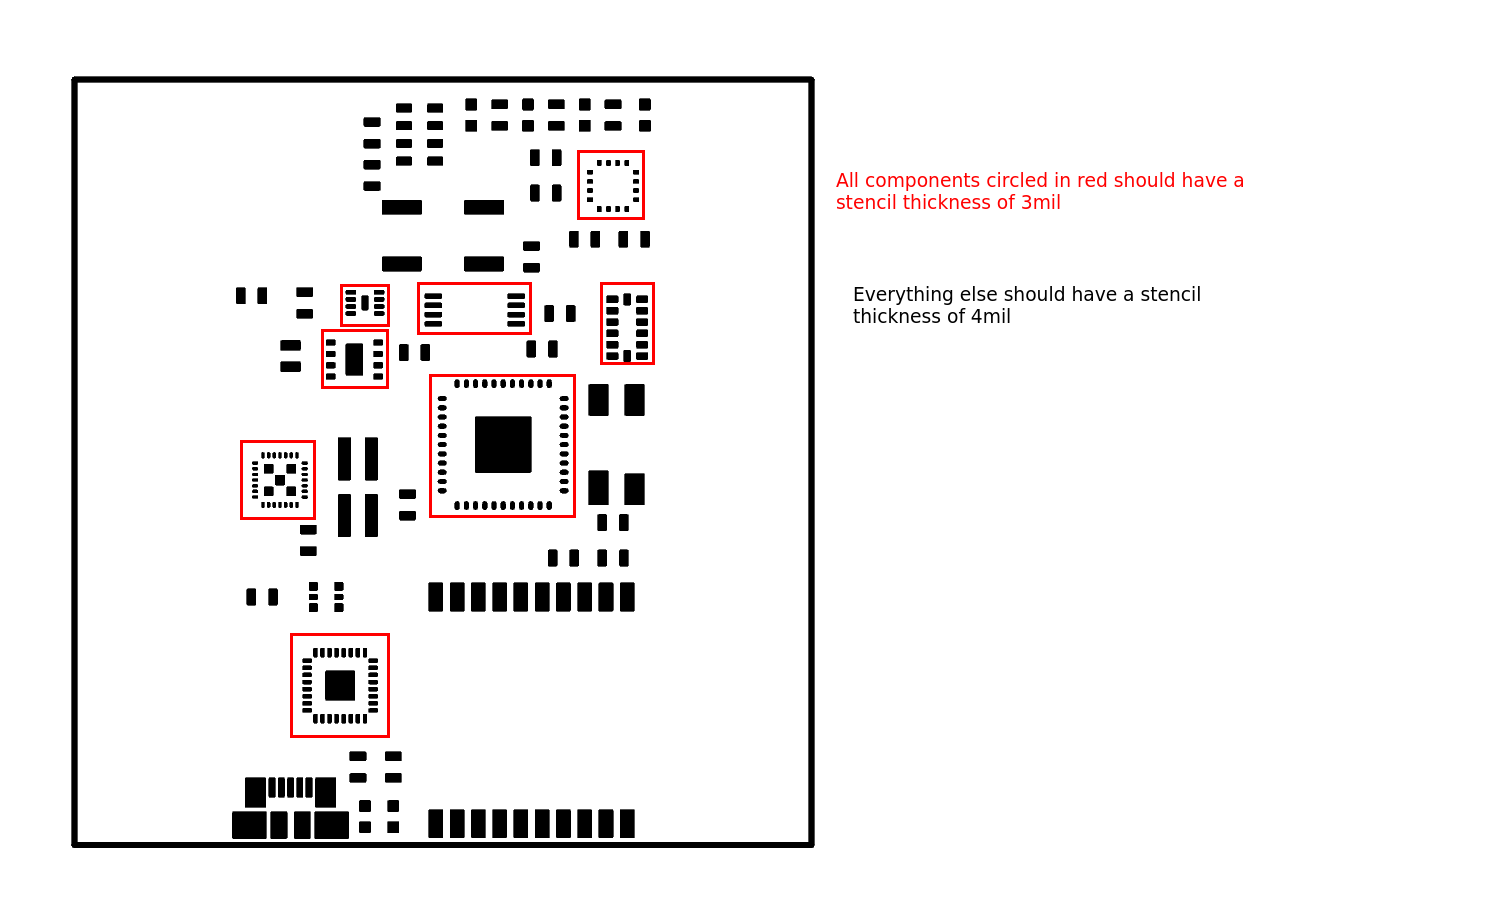 All components circled in red should have a
stencil thickness of 3mil
Everything else should have a stencil
thickness of 4mil